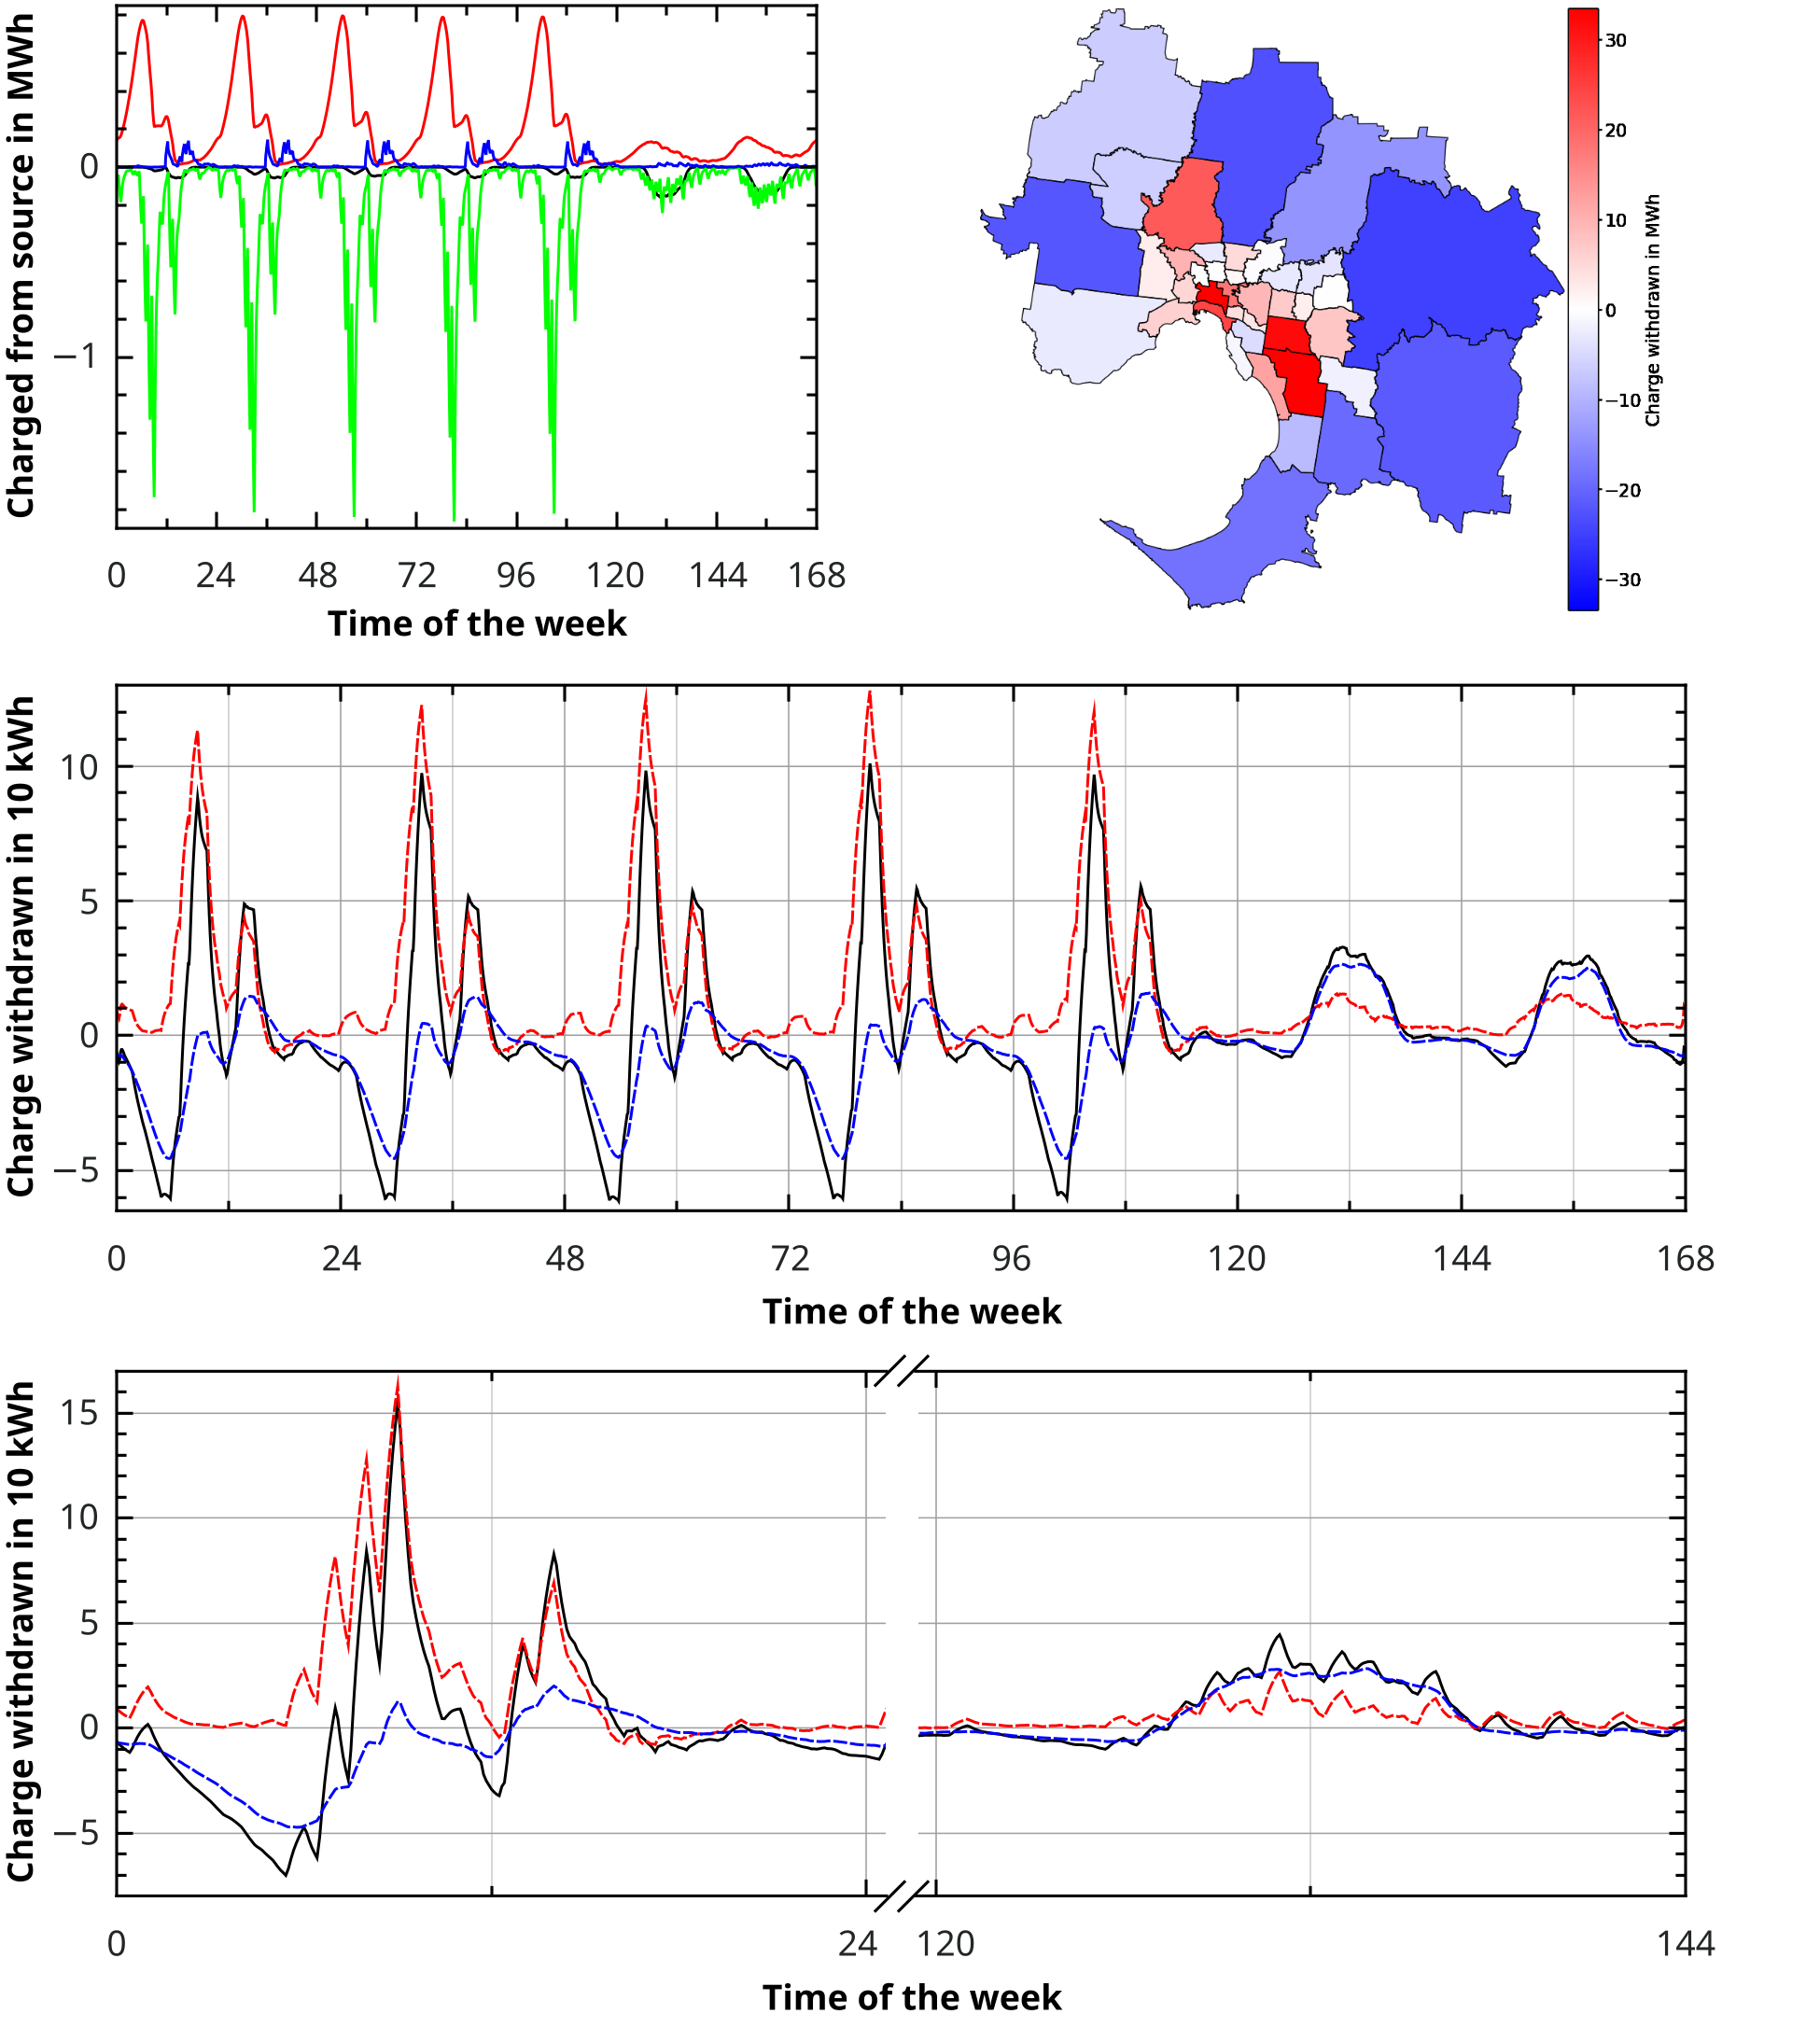 Charged from source in MWh
0
−1
0 24 48 72 96 120 144 168
Time of the week
30
20
10
0
−10
−20
−30
Charge withdrawn in MWh
Charge withdrawn in 10 kWh
10
5
0
−5
0 24 48 72 96 120 144 168
Time of the week
Charge withdrawn in 10 kWh
15
10
5
0
−5
0 24 120 144
Time of the week